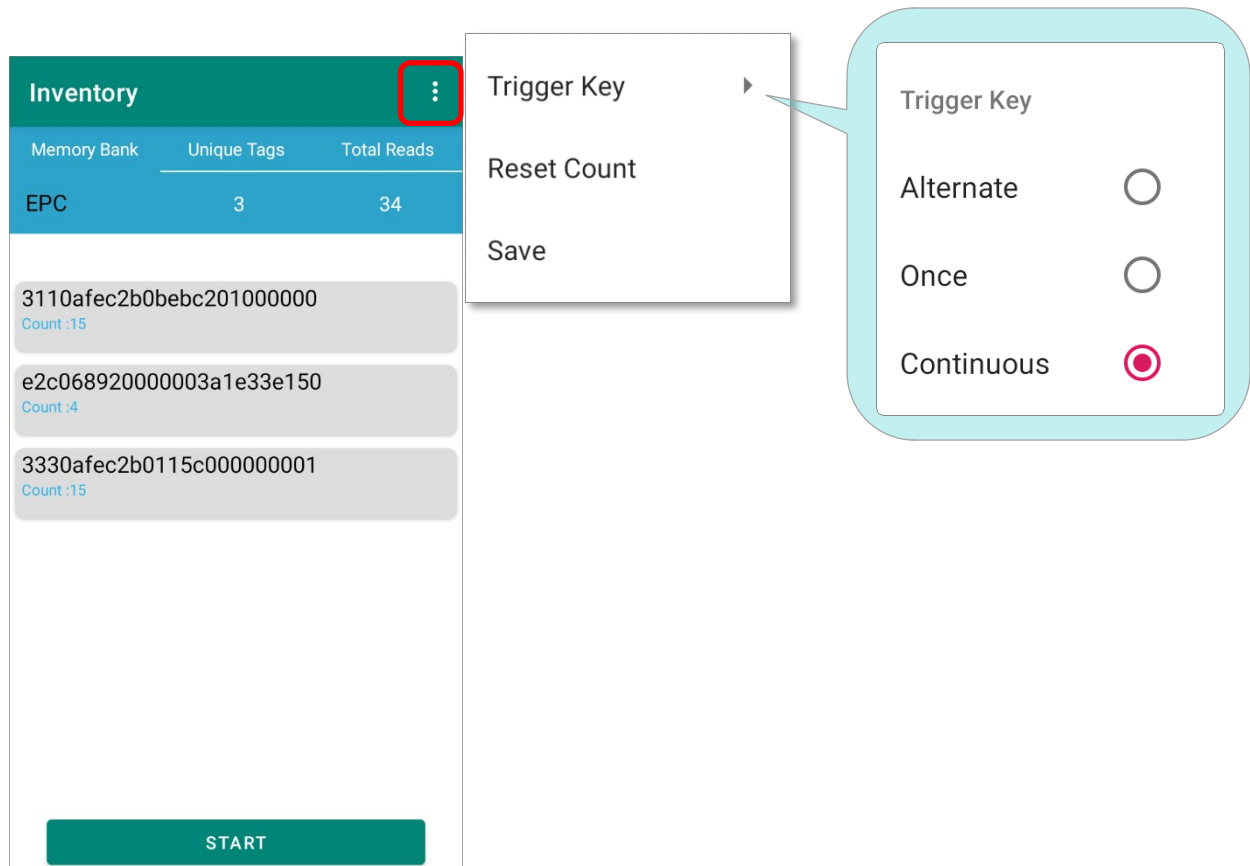 Inventory
Memory Bank Unique Tags Total Reads
EPC 3 34
3110afec2b0bebc201000000
Count :15
e2c068920000003a1e33e150
Count :4
3330afec2b0115c000000001
Count :15
START
Trigger Key
Reset Count
Save
Trigger Key
Alternate
Once
Continuous